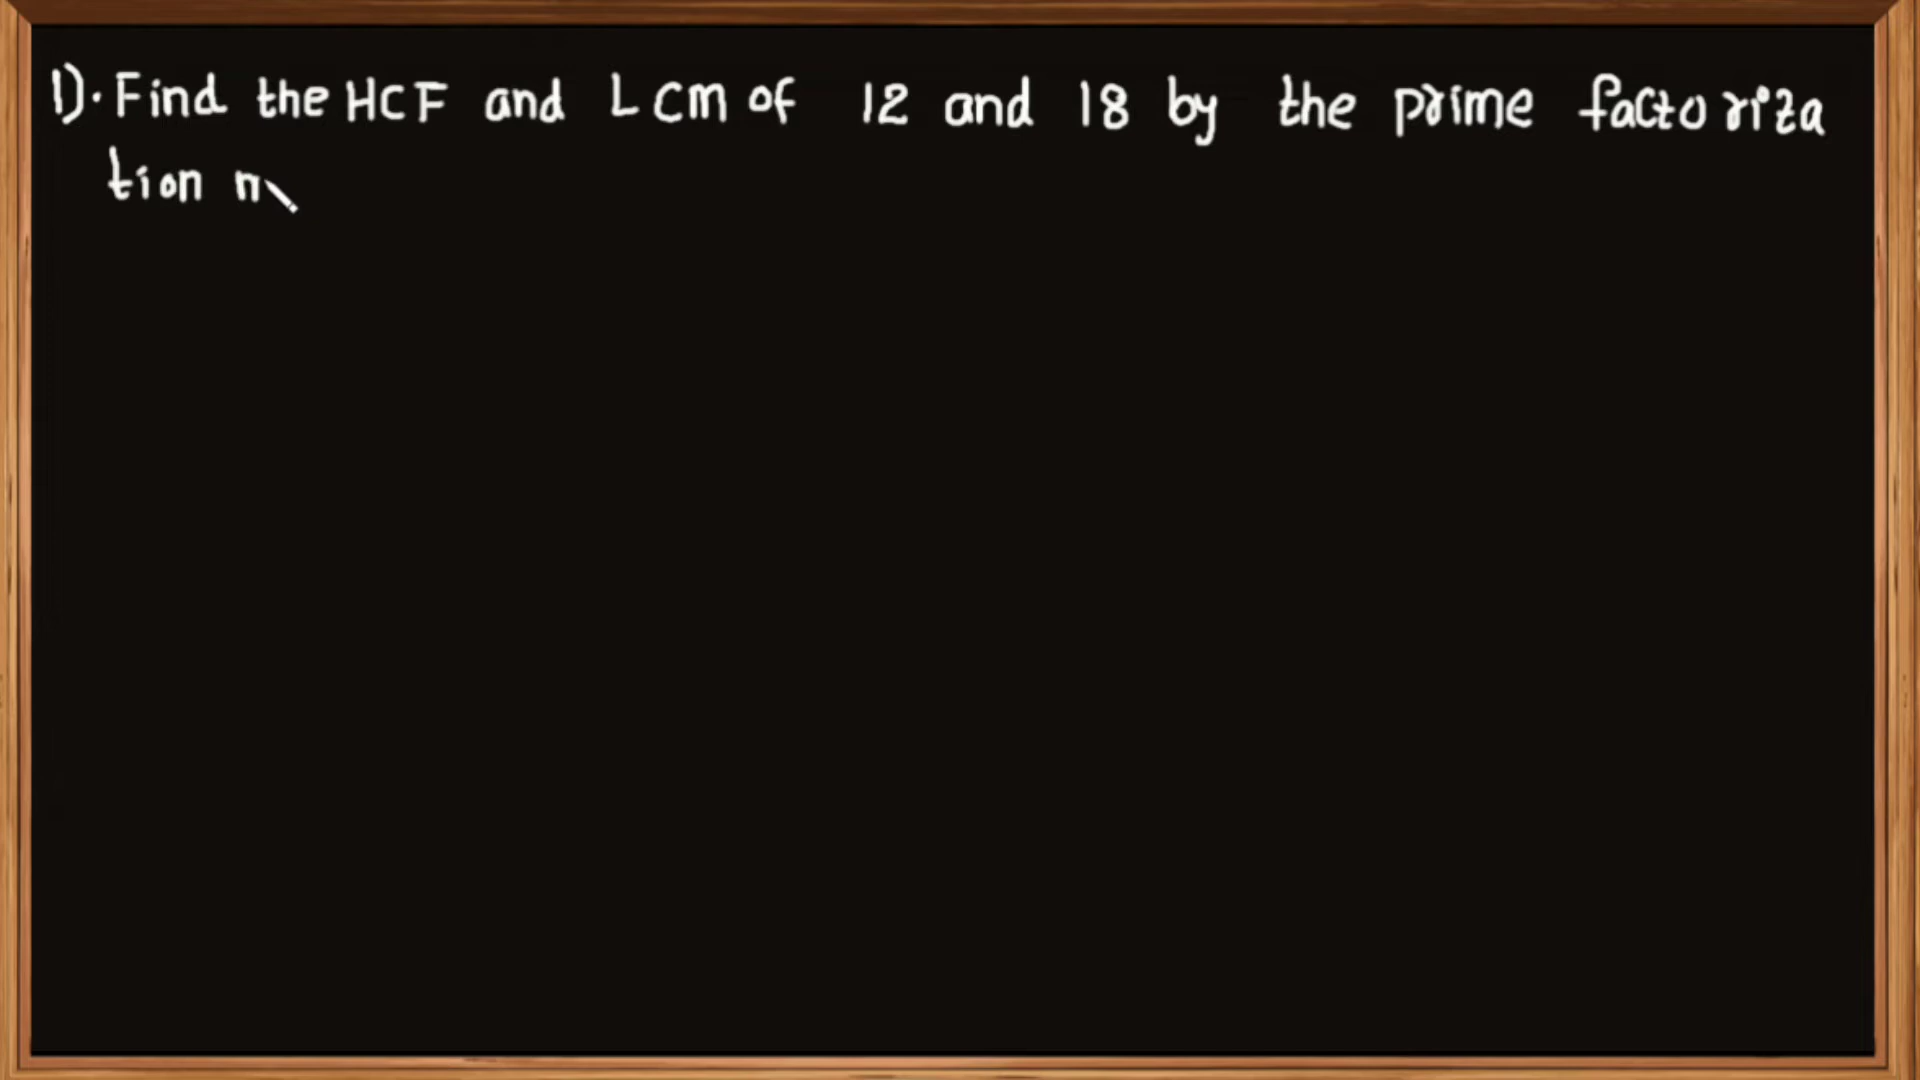 1). Find the HCF and LCM of 12 and 18 by the prime factoriza
tion m